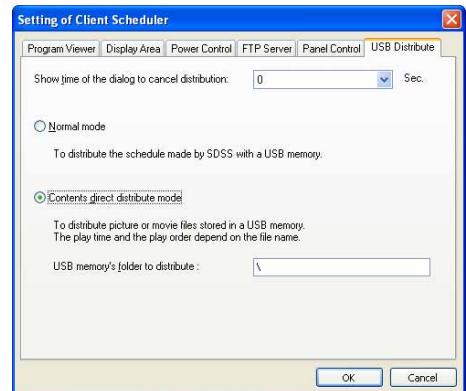 Setting of Client Scheduler
Program Viewer Display Area Power Control FTP Server Panel Control USB Distribute
Show time of the dialog to cancel distribution: 0 Sec.
Normal mode
To distribute the schedule made by SDSS with a USB memory.
Contents direct distribute mode
To distribute picture or movie files stored in a USB memory.
The play time and the play order depend on the file name.
USB memory's folder to distribute : \
OK Cancel